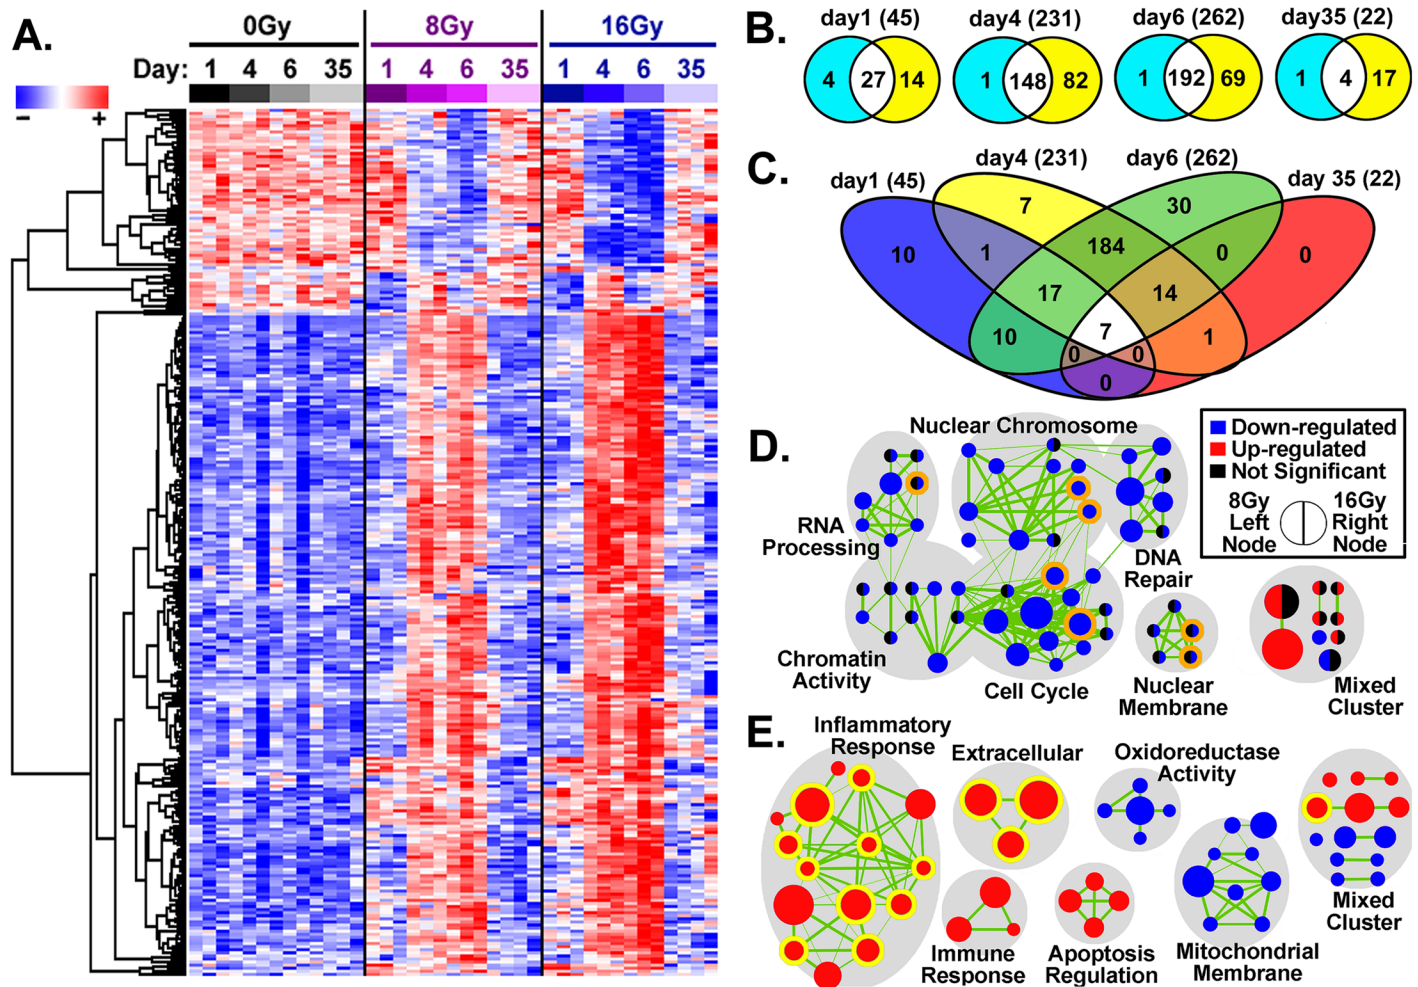 A.
0Gy 8Gy 16Gy
Day: 1 4 6 35 1 4 6 35 1 4 6 35
− +
B.
day1 (45) day4 (231) day6 (262) day35 (22)
4 27 14 1 148 82 1 192 69 1 4 17
C.
day4 (231) day6 (262)
day1 (45) day 35 (22)
7 30
10 1 184 0 0
17 14
10 7 1
0 0
0
D.
Nuclear Chromosome
RNA
Processing
DNA
Repair
Chromatin
Activity
Cell Cycle
Nuclear
Membrane
Mixed
Cluster
Down-regulated
Up-regulated
Not Significant
8Gy 16Gy
Left Right
Node Node
E.
Inflammatory
Response
Extracellular
Oxidoreductase
Activity
Immune
Response
Apoptosis
Regulation
Mitochondrial
Membrane
Mixed
Cluster